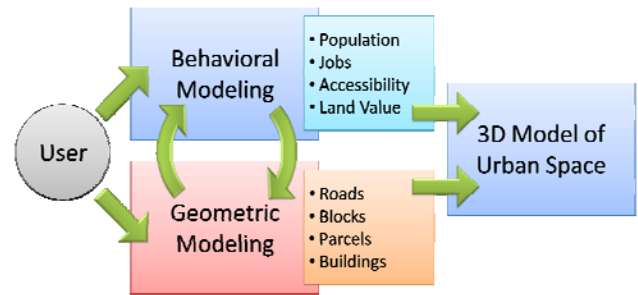 User
Behavioral
Modeling
• Population
• Jobs
• Accessibility
• Land Value
Geometric
Modeling
• Roads
• Blocks
• Parcels
• Buildings
3D Model of
Urban Space